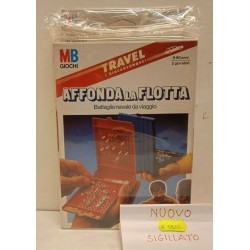 MB
GIOCHI
TRAVEL
AFFONDA LA FLOTTA
Battaglia navale da viaggio
NUOVO
SIGILLATO